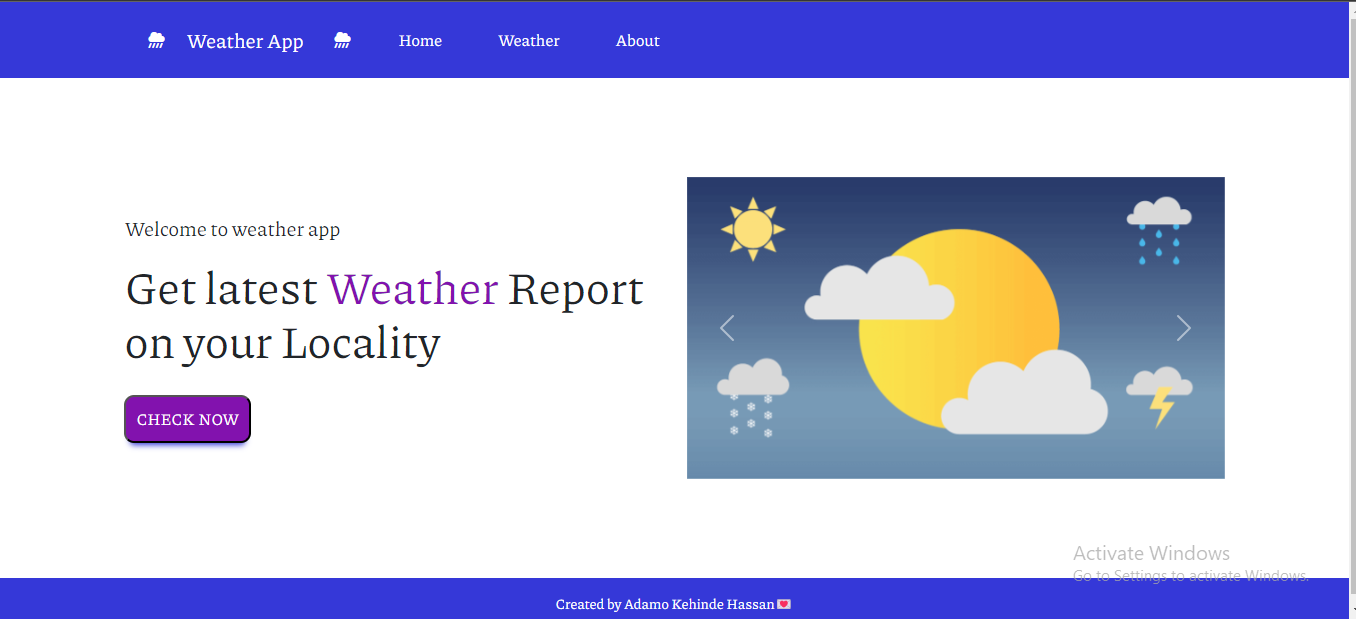 Weather App Home Weather About
Welcome to weather app
Get latest Weather Report
on your Locality
CHECK NOW
Activate Windows
Go to Settings to activate Windows.
Created by Adamo Kehinde Hassan 💌